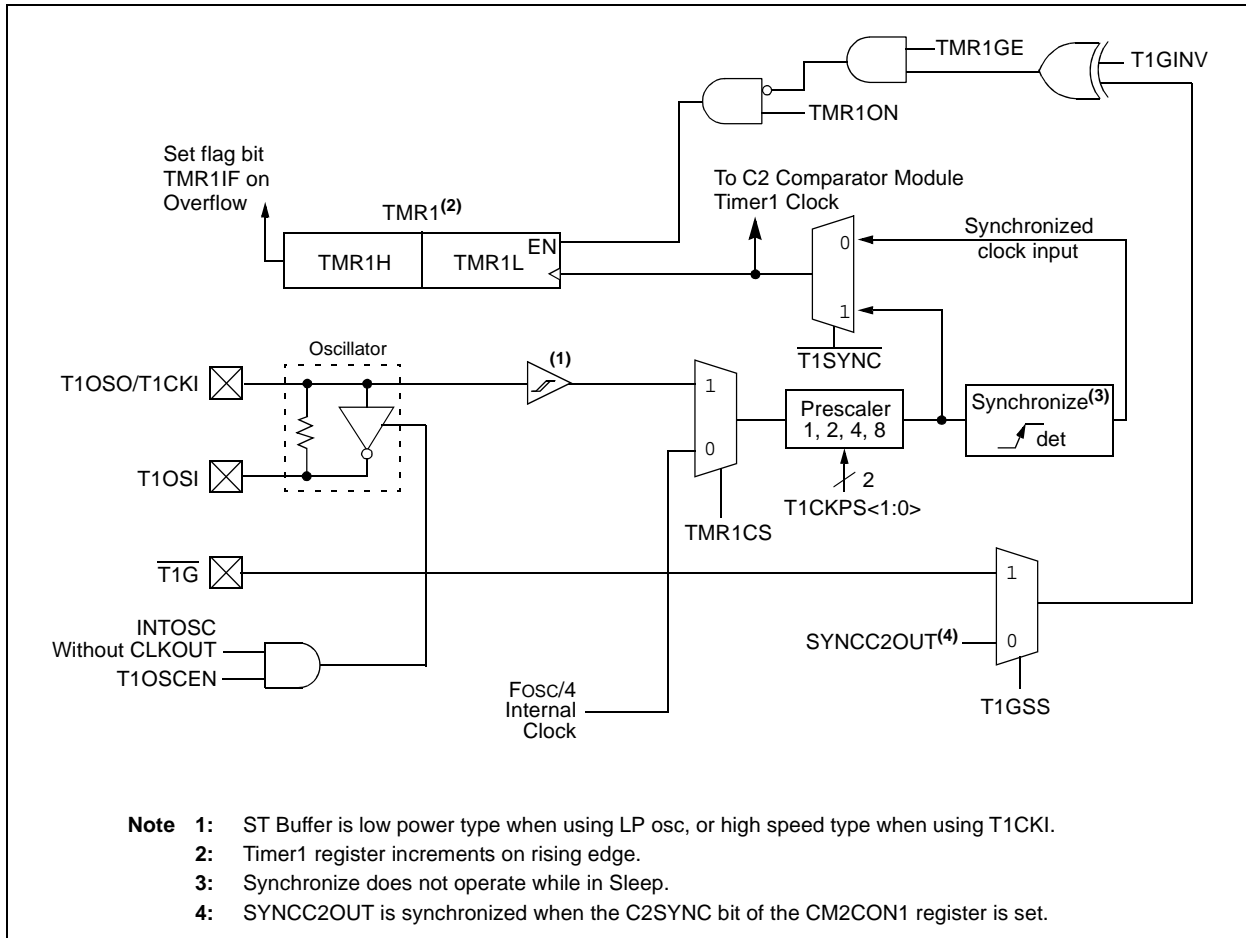 TMR1GE
T1GINV
TMR1ON
Set flag bit
TMR1IF on
Overflow
To C2 Comparator Module
Timer1 Clock
TMR1(2)
EN
TMR1H
TMR1L
0
Synchronized
clock input
1
T1SYNC
Oscillator
(1)
T1OSO/T1CKI
1
Prescaler
1, 2, 4, 8
Synchronize(3)
det
0
T1OSI
2
T1CKPS<1:0>
TMR1CS
T1G
1
INTOSC
Without CLKOUT
T1OSCEN
SYNCC2OUT(4)
0
FOSC/4
Internal
Clock
T1GSS
Note 1: ST Buffer is low power type when using LP osc, or high speed type when using T1CKI.
2: Timer1 register increments on rising edge.
3: Synchronize does not operate while in Sleep.
4: SYNCC2OUT is synchronized when the C2SYNC bit of the CM2CON1 register is set.